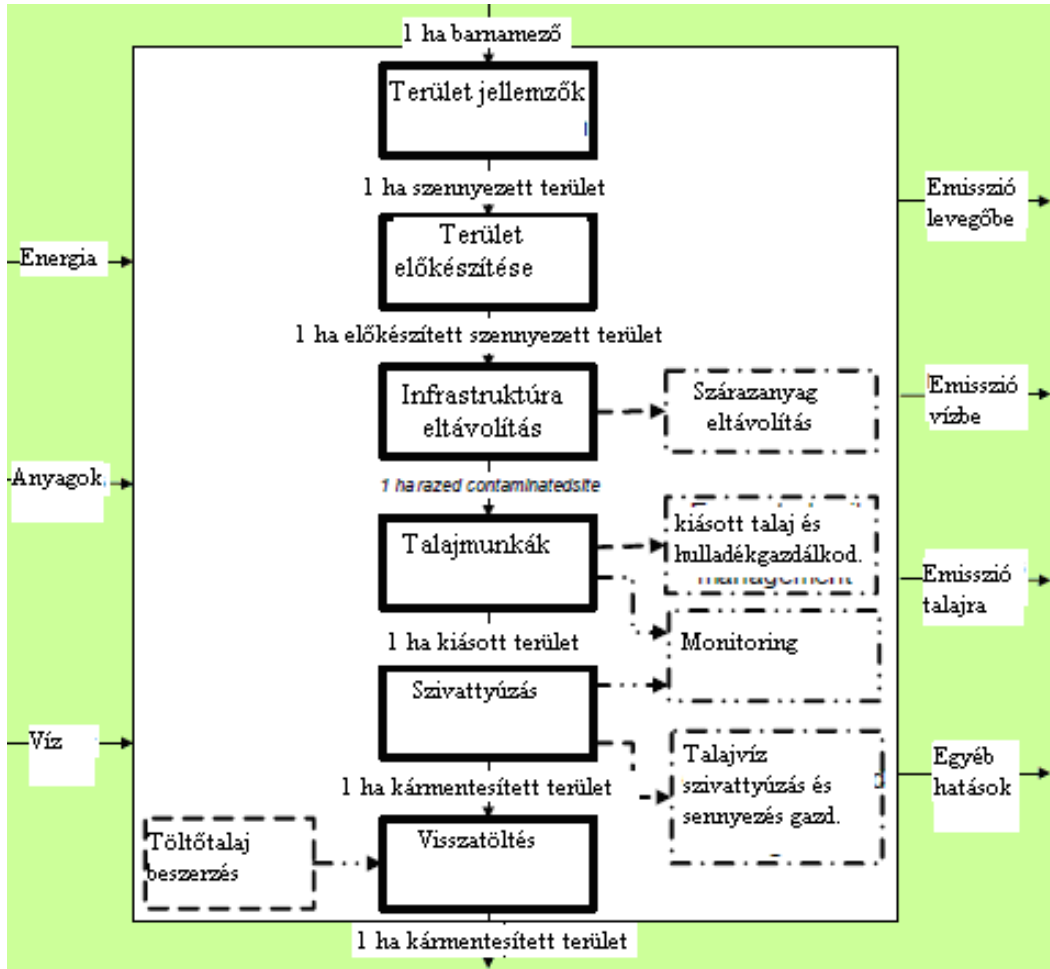 1 ha barnamező
Terület jellemzők
1 ha szennyezett terület
Terület
előkészítése
1 ha előkészített szennyezett terület
Infrastruktúra
eltávolítás
Szárazanyag
eltávolítás
1 ha razed contaminatedsite
Talajmunkák
kiásott talaj és
hulladékgazdálkod.
management
1 ha kiásott terület
Monitoring
Szivattyúzás
1 ha kármentesített terület
Talajvíz
szivattyúzás és
sennyezés gazd.
Töltőtalaj
beszerzés
Visszatöltés
1 ha kármentesített terület
Energia
Anyagok
Víz
Emisszió
levegőbe
Emisszió
vízbe
Emisszió
talajra
Egyéb
hatások